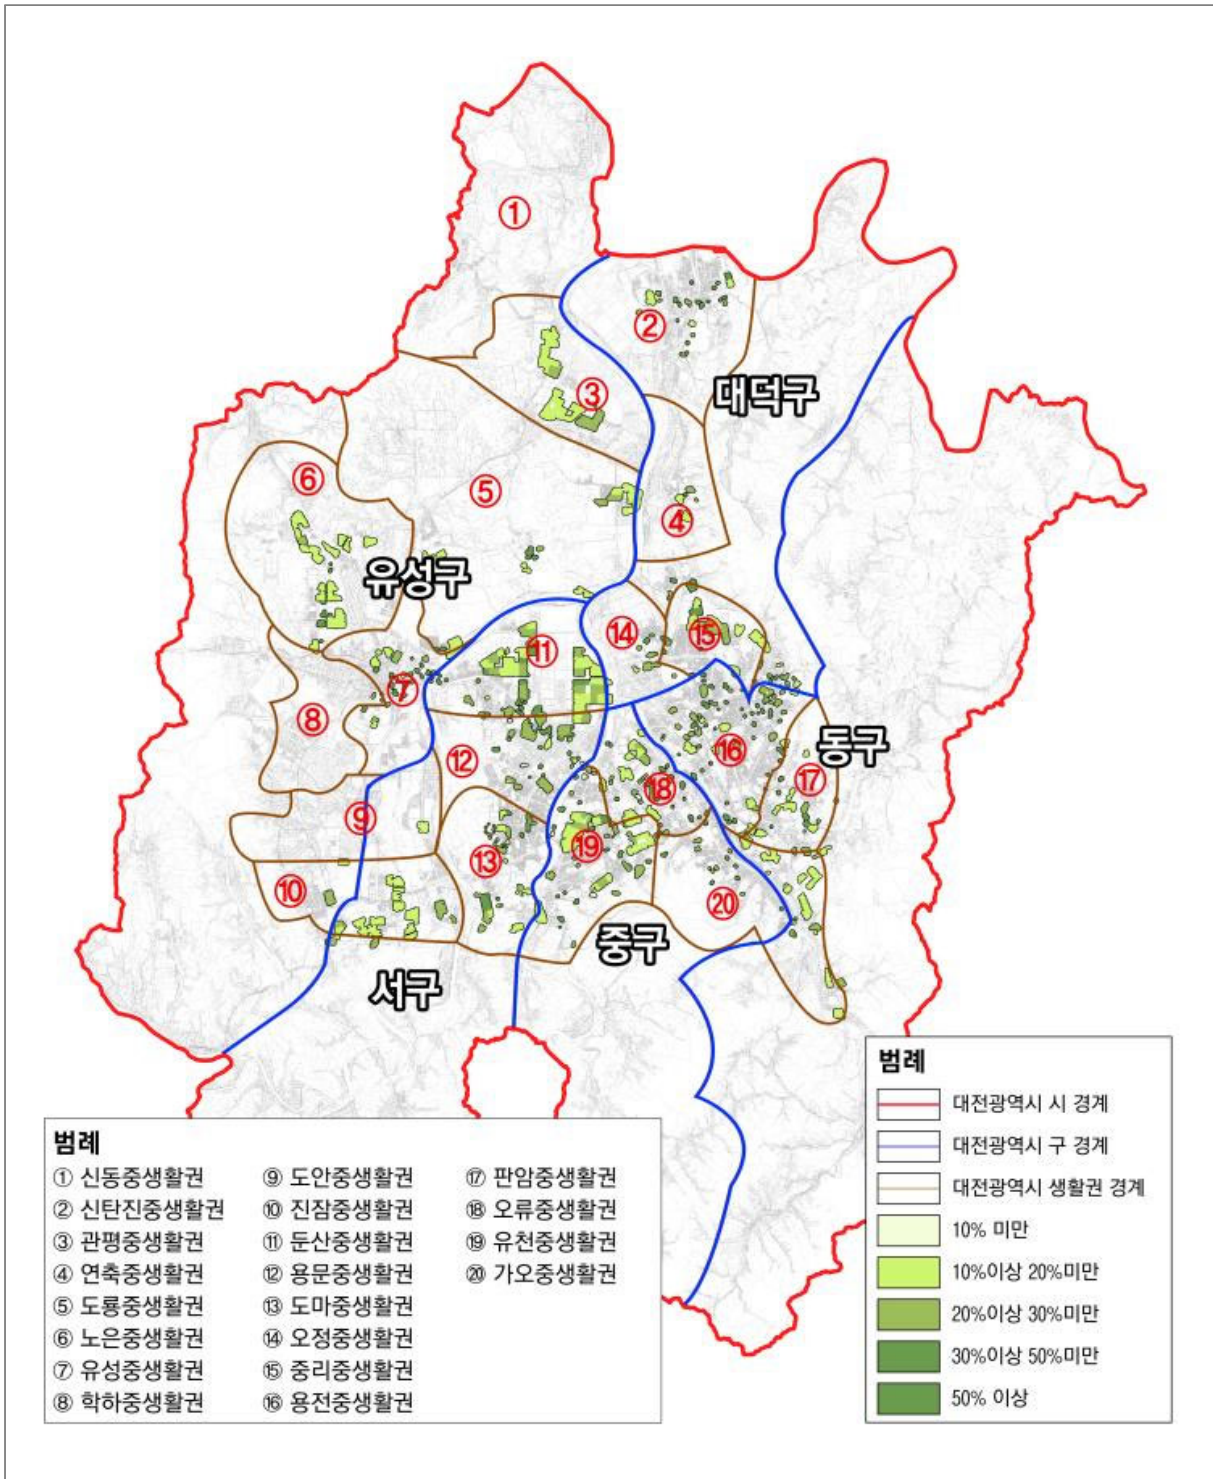 ①
②
대덕구
③
⑥
⑤
④
유성구
⑭
⑮
⑪
⑦
⑧
⑯
동구
⑫
⑰
⑱
⑨
⑲
⑬
⑩
⑳
중구
서구
범례
대전광역시 시 경계
대전광역시 구 경계
대전광역시 생활권 경계
10% 미만
10%이상 20%미만
20%이상 30%미만
30%이상 50%미만
50% 이상
범례
① 신동중생활권
② 신탄진중생활권
③ 관평중생활권
④ 연축중생활권
⑤ 도룡중생활권
⑥ 노은중생활권
⑦ 유성중생활권
⑧ 학하중생활권
⑨ 도안중생활권
⑩ 진잠중생활권
⑪ 둔산중생활권
⑫ 용문중생활권
⑬ 도마중생활권
⑭ 오정중생활권
⑮ 중리중생활권
⑯ 용전중생활권
⑰ 판암중생활권
⑱ 오류중생활권
⑲ 유천중생활권
⑳ 가오중생활권